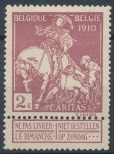 BELGIQUE BELGIË
1910
2c
CARITAS
NE PAS LIVRER NIET BESTELLEN
LE DIMANCHE OP ZONDAG